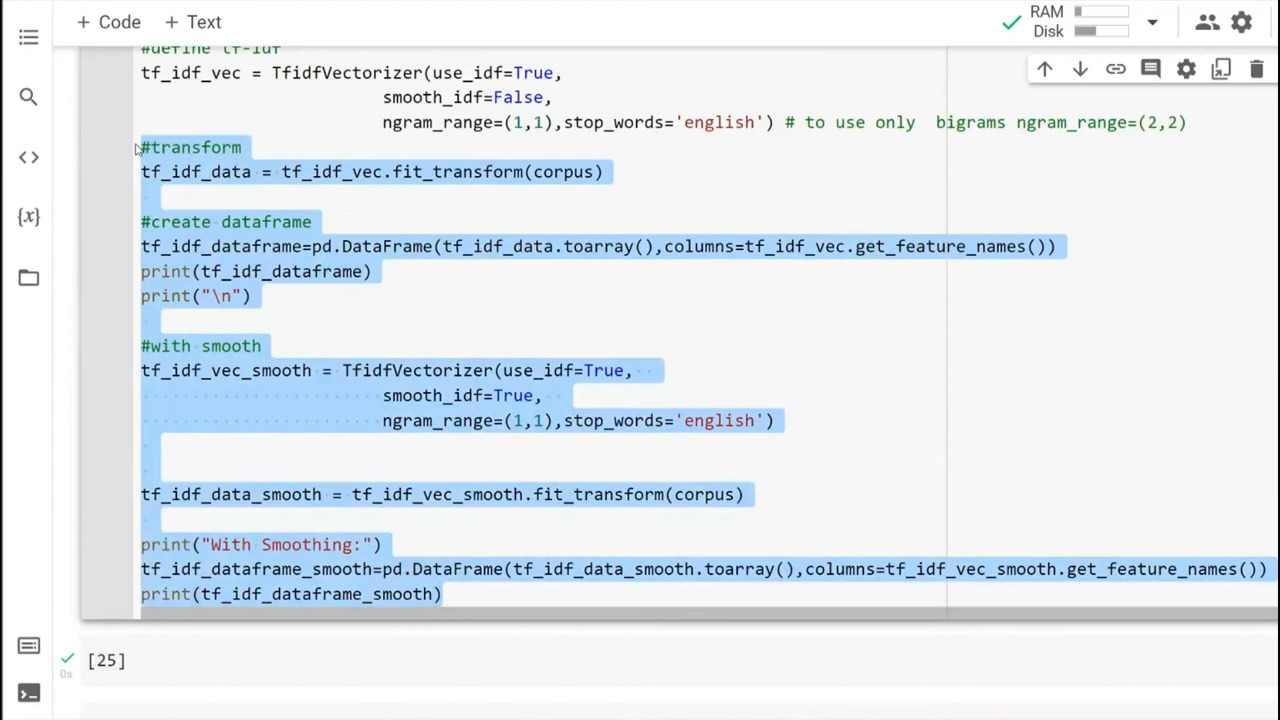 + Code + Text
RAM
Disk
#define tf-idf
tf_idf_vec = TfidfVectorizer(use_idf=True,
smooth_idf=False,
ngram_range=(1,1),stop_words='english') # to use only  bigrams ngram_range=(2,2)
#transform
tf_idf_data = tf_idf_vec.fit_transform(corpus)
#create dataframe
tf_idf_dataframe=pd.DataFrame(tf_idf_data.toarray(),columns=tf_idf_vec.get_feature_names())
print(tf_idf_dataframe)
print("\n")
#with smooth
tf_idf_vec_smooth = TfidfVectorizer(use_idf=True,
smooth_idf=True,
ngram_range=(1,1),stop_words='english')
tf_idf_data_smooth = tf_idf_vec_smooth.fit_transform(corpus)
print("With Smoothing:")
tf_idf_dataframe_smooth=pd.DataFrame(tf_idf_data_smooth.toarray(),columns=tf_idf_vec_smooth.get_feature_names())
print(tf_idf_dataframe_smooth)
[25]
0s